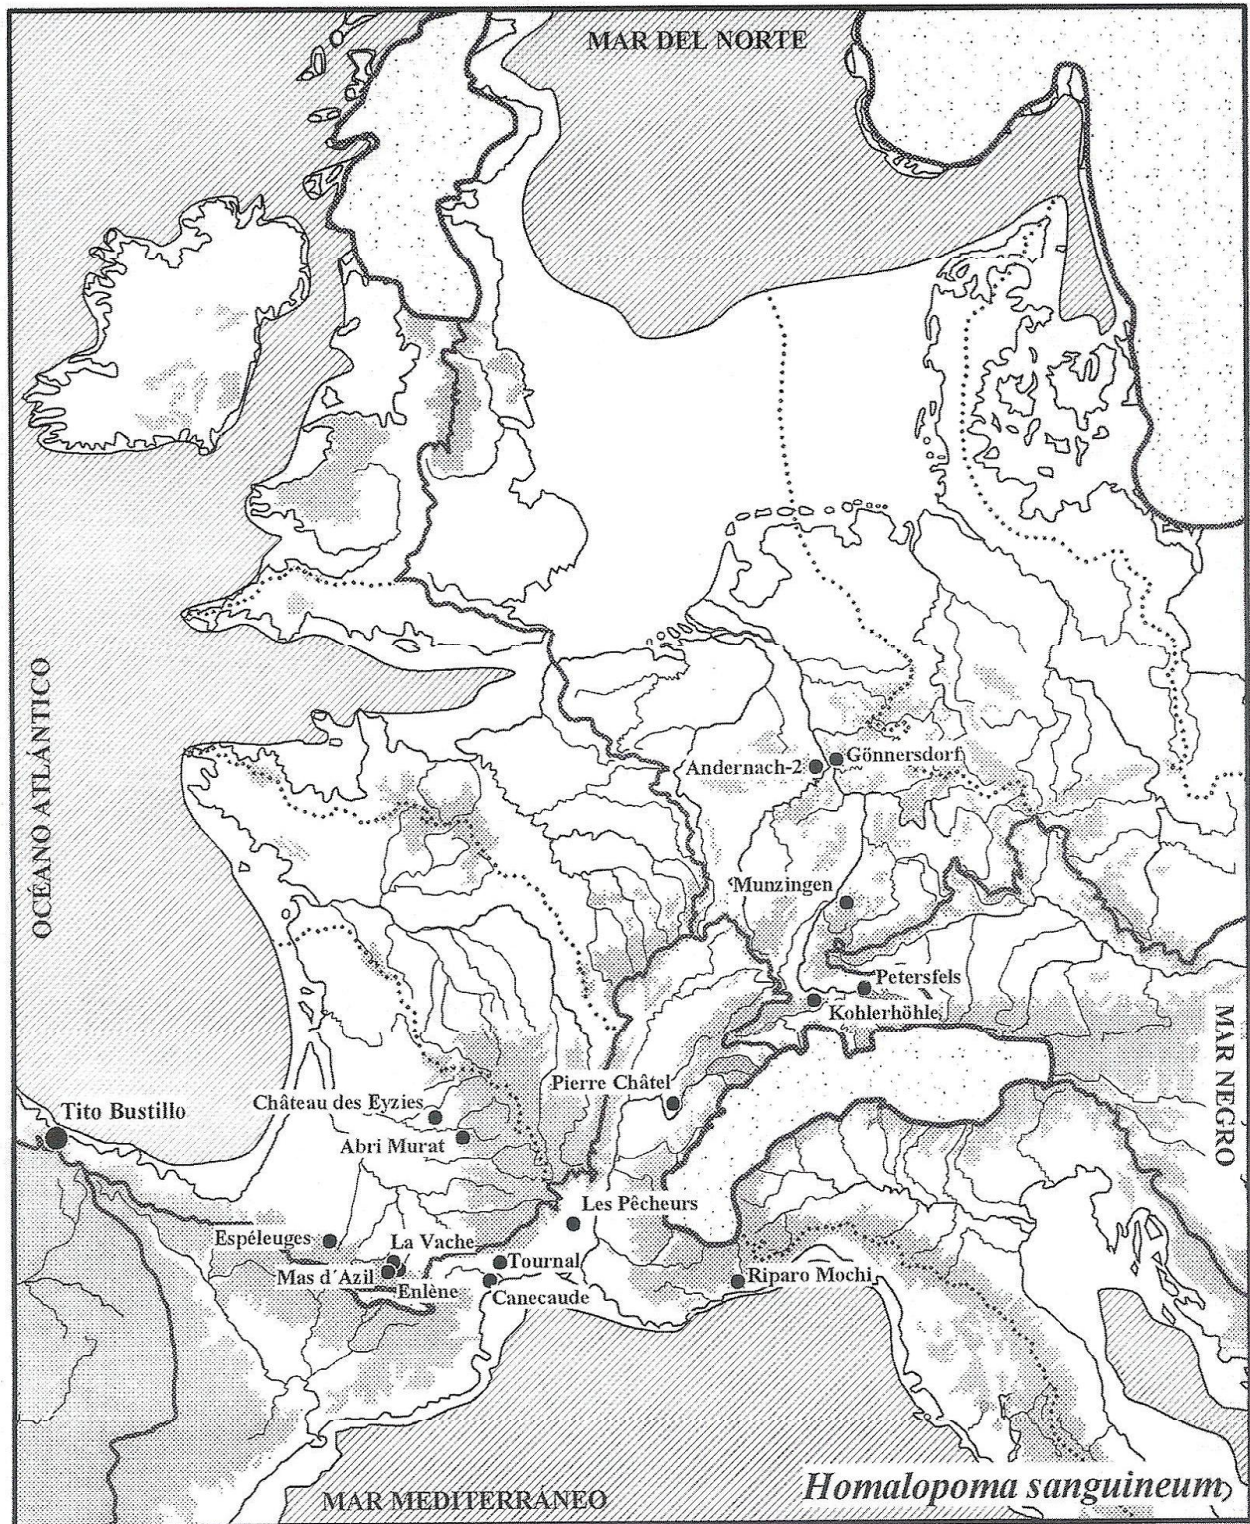 MAR DEL NORTE
OCÉANO ATLÁNTICO
Andernach-2
Gönnersdorf
Munzingen
Petersfels
Kohlerhöhle
MAR NEGRO
Pierre Châtel
Château des Eyzies
Tito Bustillo
Abri Murat
Les Pêcheurs
Espéleuges
La Vache
Tournal
Mas d´Azil
Riparo Mochi
Enlène
Canecaude
Homalopoma sanguineum
MAR MEDITERRÁNEO